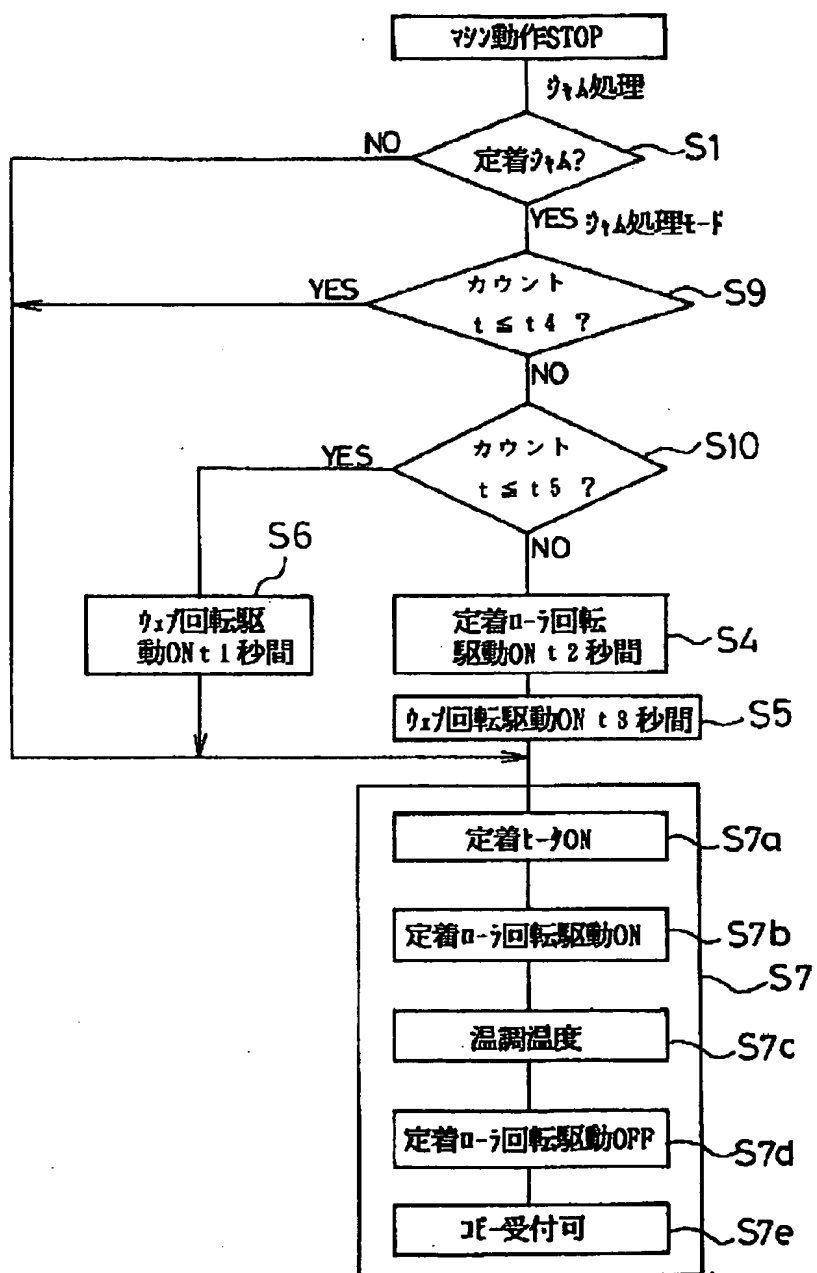 ﾏｼﾝ動作STOP
ｼﾞｬﾑ処理
NO
定着ｼﾞｬﾑ?
S1
YES ｼﾞｬﾑ処理ﾓｰﾄﾞ
YES
カウント
t ≦ t4 ?
S9
NO
YES
カウント
t ≦ t5 ?
S10
NO
S6
ｳｪﾌﾞ回転駆
動ON t1秒間
定着ﾛｰﾗ回転
駆動ON t2秒間
S4
ｳｪﾌﾞ回転駆動ON t3秒間
S5
定着ﾋｰﾀON
S7a
定着ﾛｰﾗ回転駆動ON
S7b
S7
温調温度
S7c
定着ﾛｰﾗ回転駆動OFF
S7d
ｺﾋﾟｰ受付可
S7e